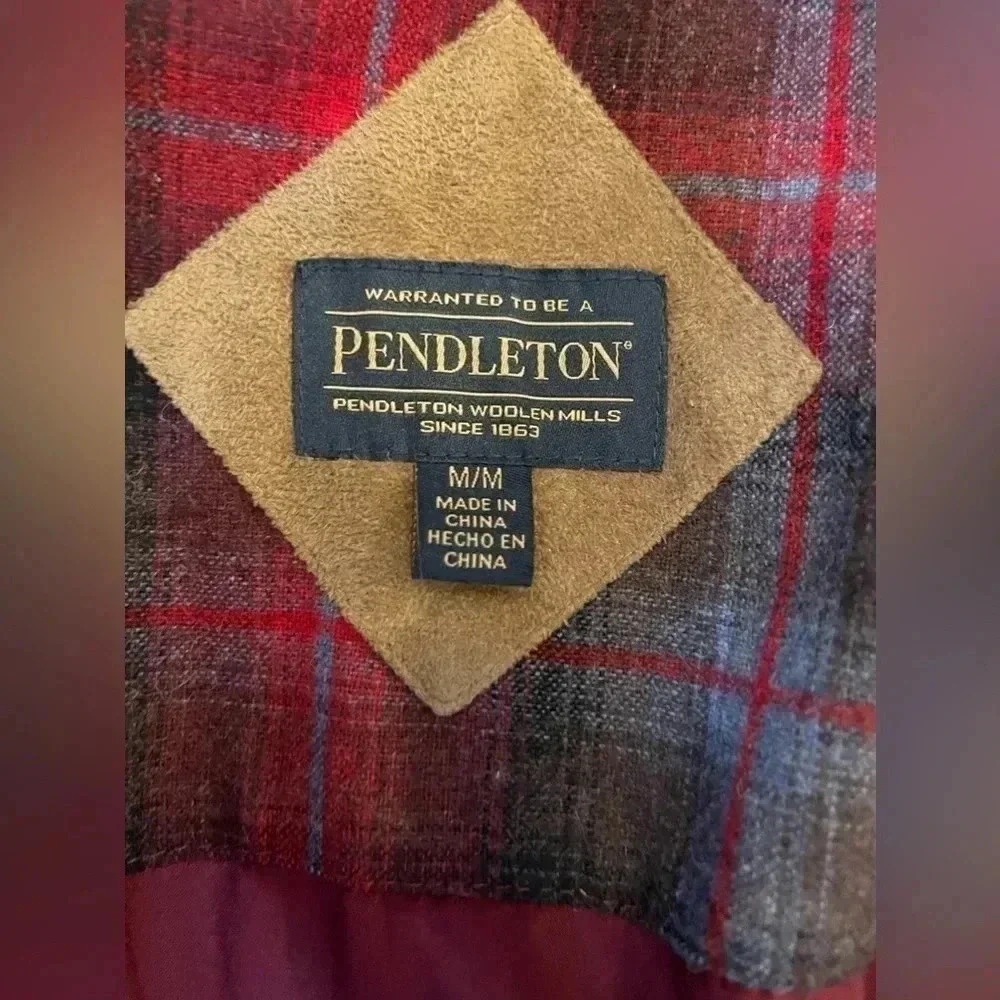 WARRANTED TO BE A
PENDLETON®
PENDLETON WOOLEN MILLS
SINCE 1863
M/M
MADE IN
CHINA
HECHO EN
CHINA